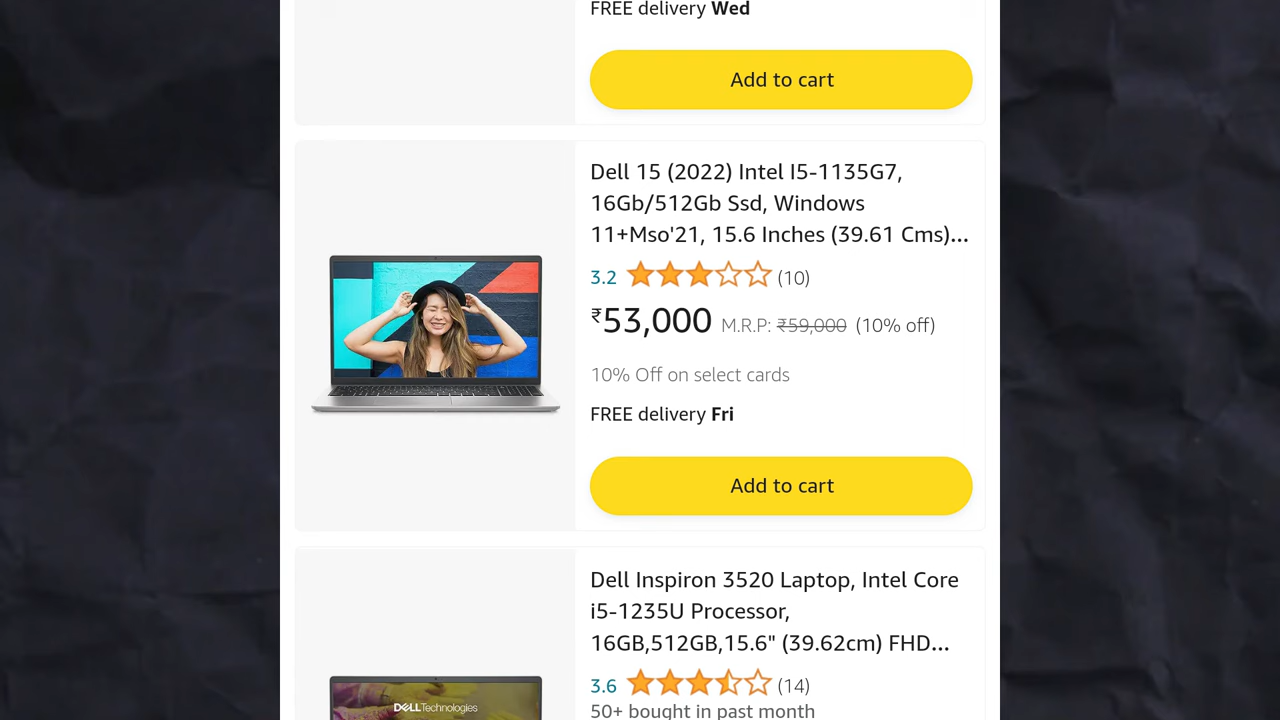 FREE delivery Wed
Add to cart
Dell 15 (2022) Intel I5-1135G7,
16Gb/512Gb Ssd, Windows
11+Mso'21, 15.6 Inches (39.61 Cms)...
3.2 (10)
₹53,000 M.R.P: ₹59,000 (10% off)
10% Off on select cards
FREE delivery Fri
Add to cart
Dell Inspiron 3520 Laptop, Intel Core
i5-1235U Processor,
16GB,512GB,15.6" (39.62cm) FHD...
3.6 (14)
DELLTechnologies
50+ bought in past month